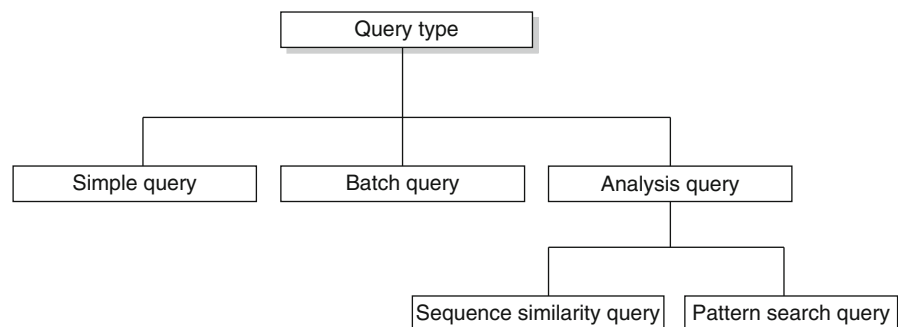 Query type
Simple query
Batch query
Analysis query
Sequence similarity query
Pattern search query